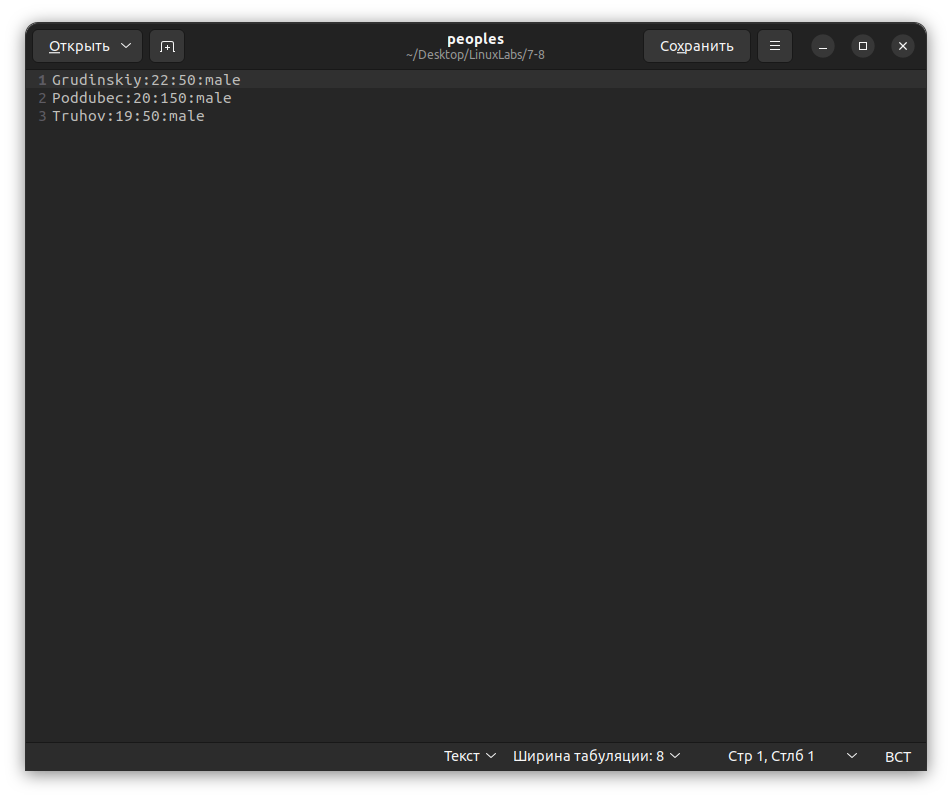 Открыть
peoples
~/Desktop/LinuxLabs/7-8
Сохранить
1 Grudinskiy:22:50:male
2 Poddubec:20:150:male
3 Truhov:19:50:male
Текст Ширина табуляции: 8 Стр 1, Стлб 1 ВСТ